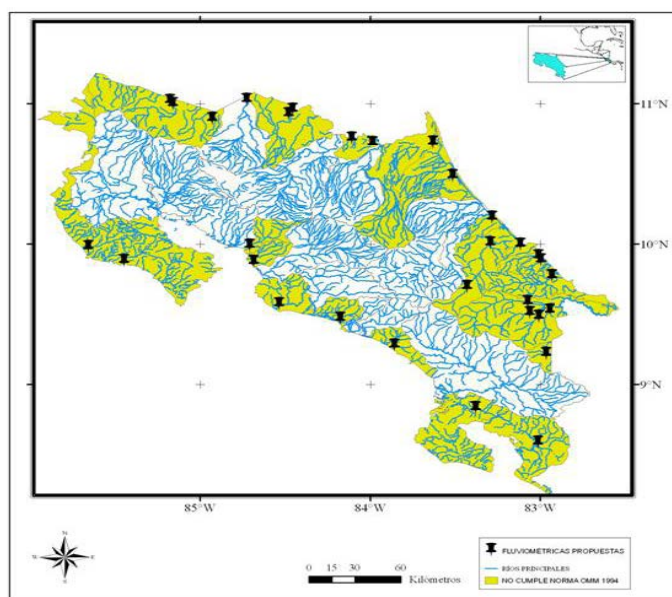 11°N
10°N
9°N
85°W
84°W
83°W
N
W
E
S
0 15 30 60
Kilómetros
FLUVIOMÉTRICAS PROPUESTAS
RÍOS PRINCIPALES
NO CUMPLE NORMA OMM 1994